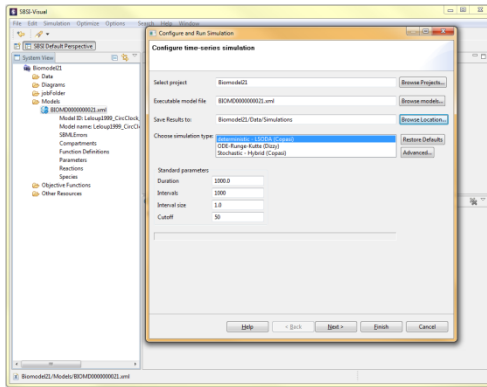 SBSI-Visual
File Edit Simulation Optimize Options Search Help Window
SBSI Default Perspective
System View
Biomodel21
Data
Diagrams
jobFolder
Models
BIOMD0000000021.xml
Model ID: Leloup1999_CircClock_
Model name: Leloup1999_CircCl
SBMLErrors
Compartments
Function Definitions
Parameters
Reactions
Species
Objective Functions
Other Resources
Configure and Run Simulation
Configure time-series simulation
Select project Biomodel21 Browse Projects...
Executable model file BIOMD0000000021.xml Browse models...
Save Results to: Biomodel21/Data/Simulations Browse Location...
Choose simulation type: Deterministic - LSODA (Copasi) Restore Defaults
ODE-Runge-Kutta (Dizzy)
Stochastic - Hybrid (Copasi) Advanced...
Standard parameters
Duration 1000.0
Intervals 1000
Interval size 1.0
Cutoff 50
Help < Back Next > Finish Cancel
Biomodel21/Models/BIOMD0000000021.xml